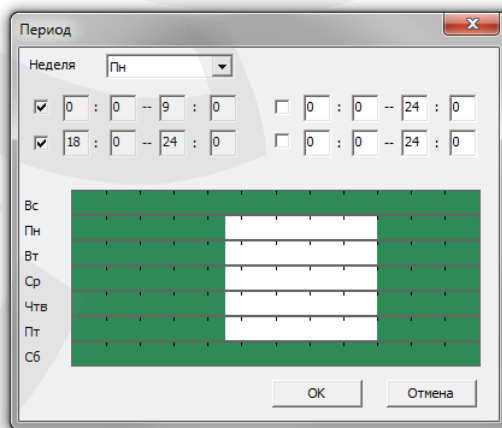 Период
Неделя Пн
0 : 0 -- 9 : 0 0 : 0 -- 24 : 0
18 : 0 -- 24 : 0 0 : 0 -- 24 : 0
Вс
Пн
Вт
Ср
Чтв
Пт
Сб
OK Отмена